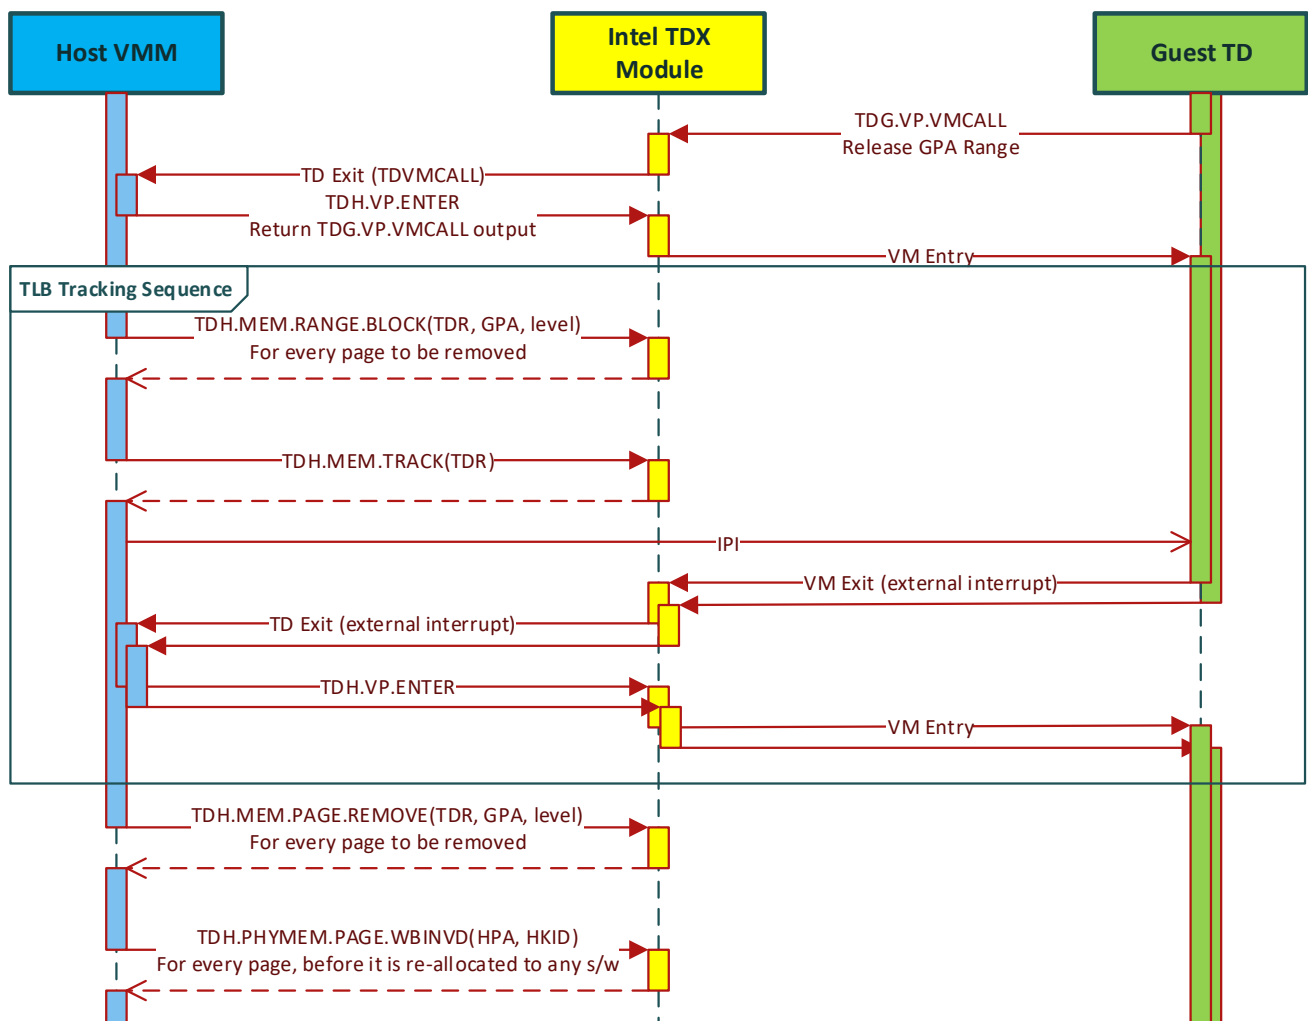 Host VMM
Intel TDX
Module
Guest TD
TDG.VP.VMCALL
Release GPA Range
TD Exit (TDVMCALL)
TDH.VP.ENTER
Return TDG.VP.VMCALL output
VM Entry
TLB Tracking Sequence
TDH.MEM.RANGE.BLOCK(TDR, GPA, level)
For every page to be removed
TDH.MEM.TRACK(TDR)
IPI
VM Exit (external interrupt)
TD Exit (external interrupt)
TDH.VP.ENTER
VM Entry
TDH.MEM.PAGE.REMOVE(TDR, GPA, level)
For every page to be removed
TDH.PHYMEM.PAGE.WBINVD(HPA, HKID)
For every page, before it is re-allocated to any s/w